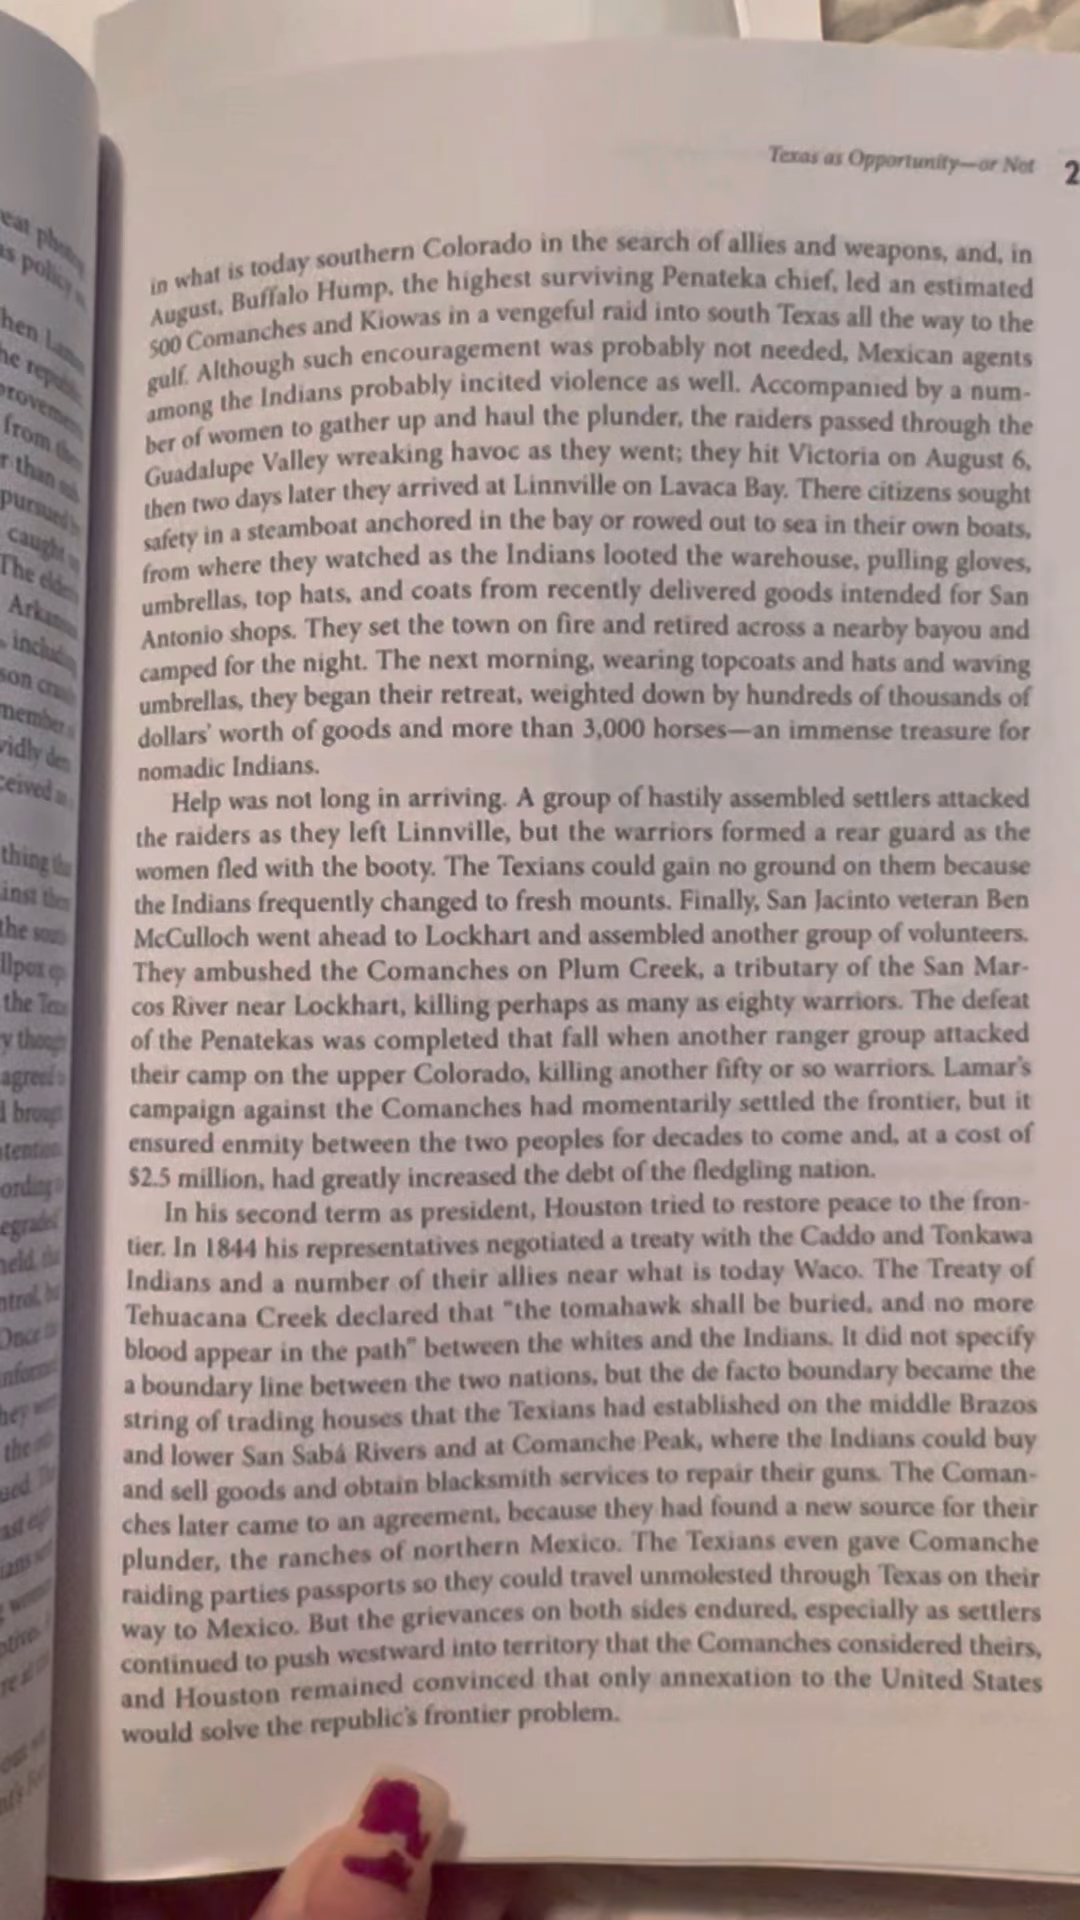 eat
as policy
hen
he
from
r than
pursued
caught
The
Texas as Opportunity—or Not 2
in what is today southern Colorado in the search of allies and weapons, and, in
August, Buffalo Hump, the highest surviving Penateka chief, led an estimated
500 Comanches and Kiowas in a vengeful raid into south Texas all the way to the
gulf. Although such encouragement was probably not needed, Mexican agents
among the Indians probably incited violence as well. Accompanied by a num-
ber of women to gather up and haul the plunder, the raiders passed through the
Guadalupe Valley wreaking havoc as they went; they hit Victoria on August 6,
then two days later they arrived at Linnville on Lavaca Bay. There citizens sought
safety in a steamboat anchored in the bay or rowed out to sea in their own boats,
from where they watched as the Indians looted the warehouse, pulling gloves,
umbrellas, top hats, and coats from recently delivered goods intended for San
Antonio shops. They set the town on fire and retired across a nearby bayou and
camped for the night. The next morning, wearing topcoats and hats and waving
umbrellas, they began their retreat, weighted down by hundreds of thousands of
dollars' worth of goods and more than 3,000 horses—an immense treasure for
nomadic Indians.
Help was not long in arriving. A group of hastily assembled settlers attacked
the raiders as they left Linnville, but the warriors formed a rear guard as the
women fled with the booty. The Texians could gain no ground on them because
the Indians frequently changed to fresh mounts. Finally, San Jacinto veteran Ben
McCulloch went ahead to Lockhart and assembled another group of volunteers.
They ambushed the Comanches on Plum Creek, a tributary of the San Mar-
cos River near Lockhart, killing perhaps as many as eighty warriors. The defeat
of the Penatekas was completed that fall when another ranger group attacked
their camp on the upper Colorado, killing another fifty or so warriors. Lamar's
campaign against the Comanches had momentarily settled the frontier, but it
ensured enmity between the two peoples for decades to come and, at a cost of
$2.5 million, had greatly increased the debt of the fledgling nation.
In his second term as president, Houston tried to restore peace to the fron-
tier. In 1844 his representatives negotiated a treaty with the Caddo and Tonkawa
Indians and a number of their allies near what is today Waco. The Treaty of
Tehuacana Creek declared that "the tomahawk shall be buried, and no more
blood appear in the path" between the whites and the Indians. It did not specify
a boundary line between the two nations, but the de facto boundary became the
string of trading houses that the Texians had established on the middle Brazos
and lower San Sabá Rivers and at Comanche Peak, where the Indians could buy
and sell goods and obtain blacksmith services to repair their guns. The Coman-
ches later came to an agreement, because they had found a new source for their
plunder, the ranches of northern Mexico. The Texians even gave Comanche
raiding parties passports so they could travel unmolested through Texas on their
way to Mexico. But the grievances on both sides endured, especially as settlers
continued to push westward into territory that the Comanches considered theirs,
and Houston remained convinced that only annexation to the United States
would solve the republic's frontier problem.